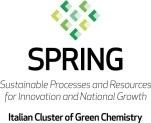 SPRING
Sustainable Processes and Resources
for Innovation and National Growth
Italian Cluster of Green Chemistry